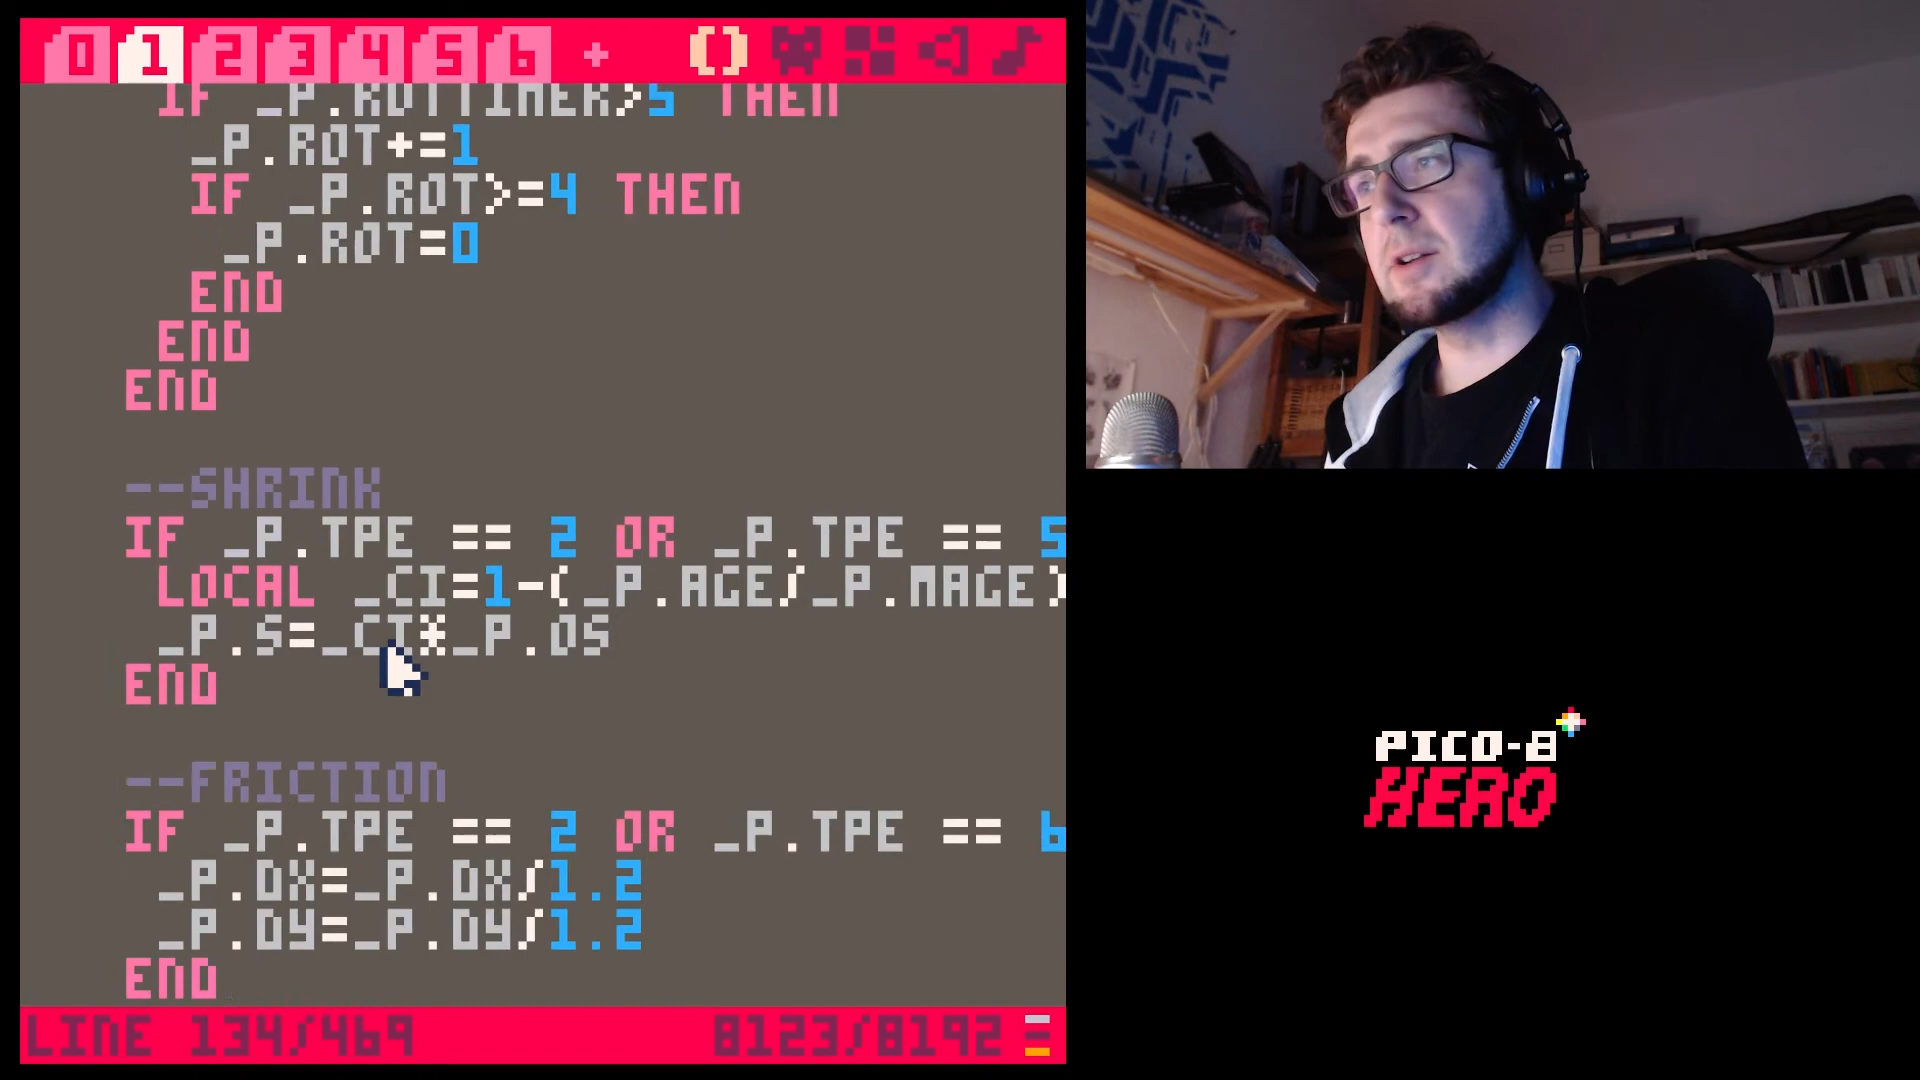 0 1 2 3 4 5 6 + ()
IF _P.ROTTIMER>5 THEN
_P.ROT+=1
IF _P.ROT>=4 THEN
_P.ROT=0
END
END
END
--SHRINK
IF _P.TPE == 2 OR _P.TPE == 5
LOCAL _CI=1-(_P.AGE/_P.MAGE)
_P.S=_CI*_P.OS
END
--FRICTION
IF _P.TPE == 2 OR _P.TPE == 6
_P.DX=_P.DX/1.2
_P.DY=_P.DY/1.2
END
LINE 134/469 8123/8192
PICO-8
HERO